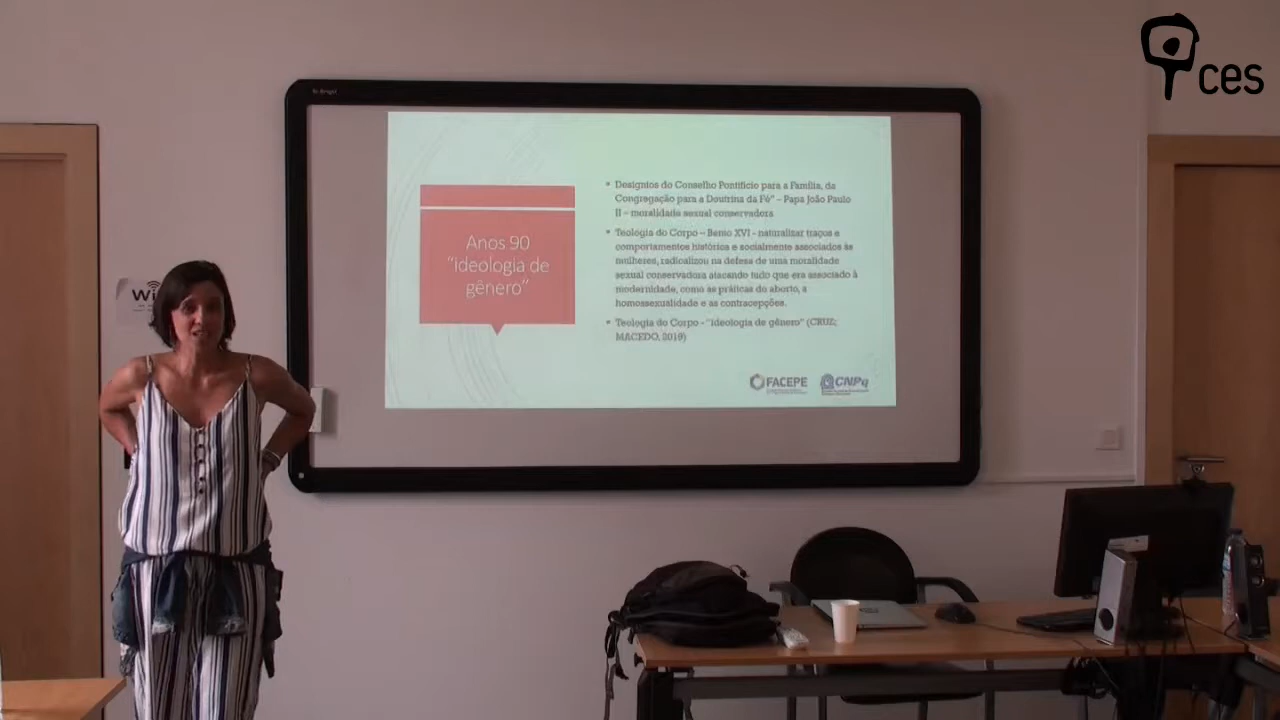 ces
Anos 90
“ideologia de
gênero”
Desígnios do Conselho Pontifício para a Família, da
Congregação para a Doutrina da Fé" – Papa João Paulo
II – moralidade sexual conservadora
Teologia do Corpo – Bento XVI - naturalizar traços e
comportamentos histórica e socialmente associados às
mulheres, radicalizou na defesa de uma moralidade
sexual conservadora atacando tudo que era associado à
modernidade, como as práticas do aborto, a
homossexualidade e as contracepções.
Teologia do Corpo - "ideologia de gênero" (CRUZ;
MACEDO, 2019)
FACEPE
CNPq
Wi